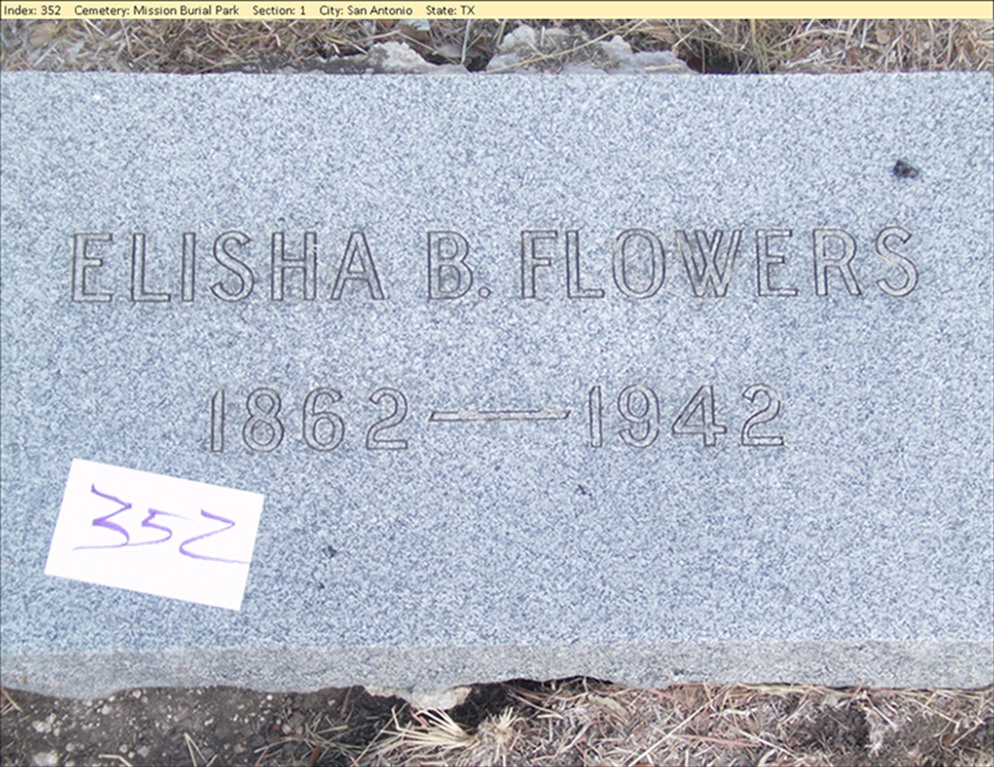 Index: 352 Cemetery: Mission Burial Park Section: 1 City: San Antonio State: TX
ELISHA B. FLOWERS
1862—1942
352